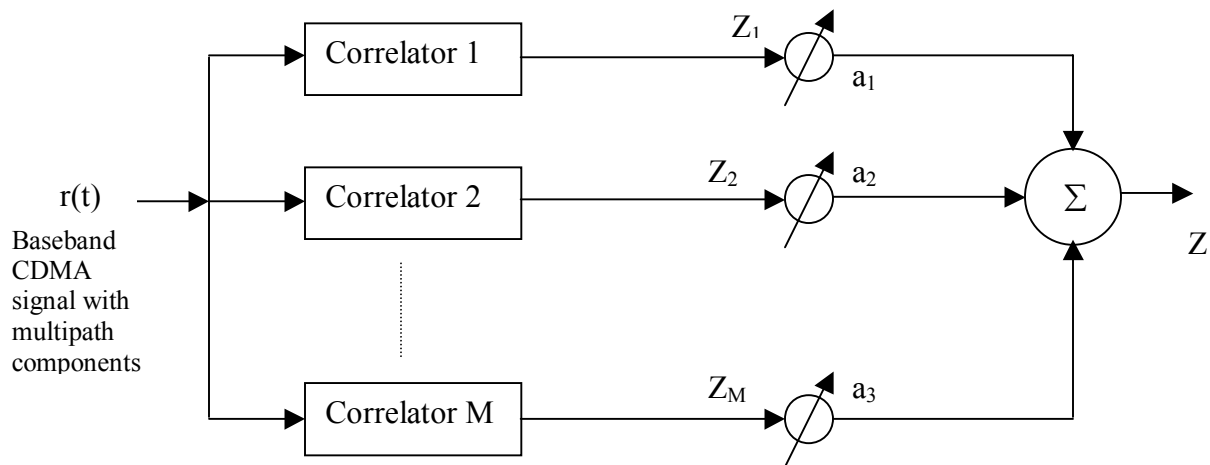 Correlator 1
Z₁
a₁
r(t)
Correlator 2
Z₂
a₂
Σ
Z
Baseband
CDMA
signal with
multipath
components
Correlator M
Z_M
a₃